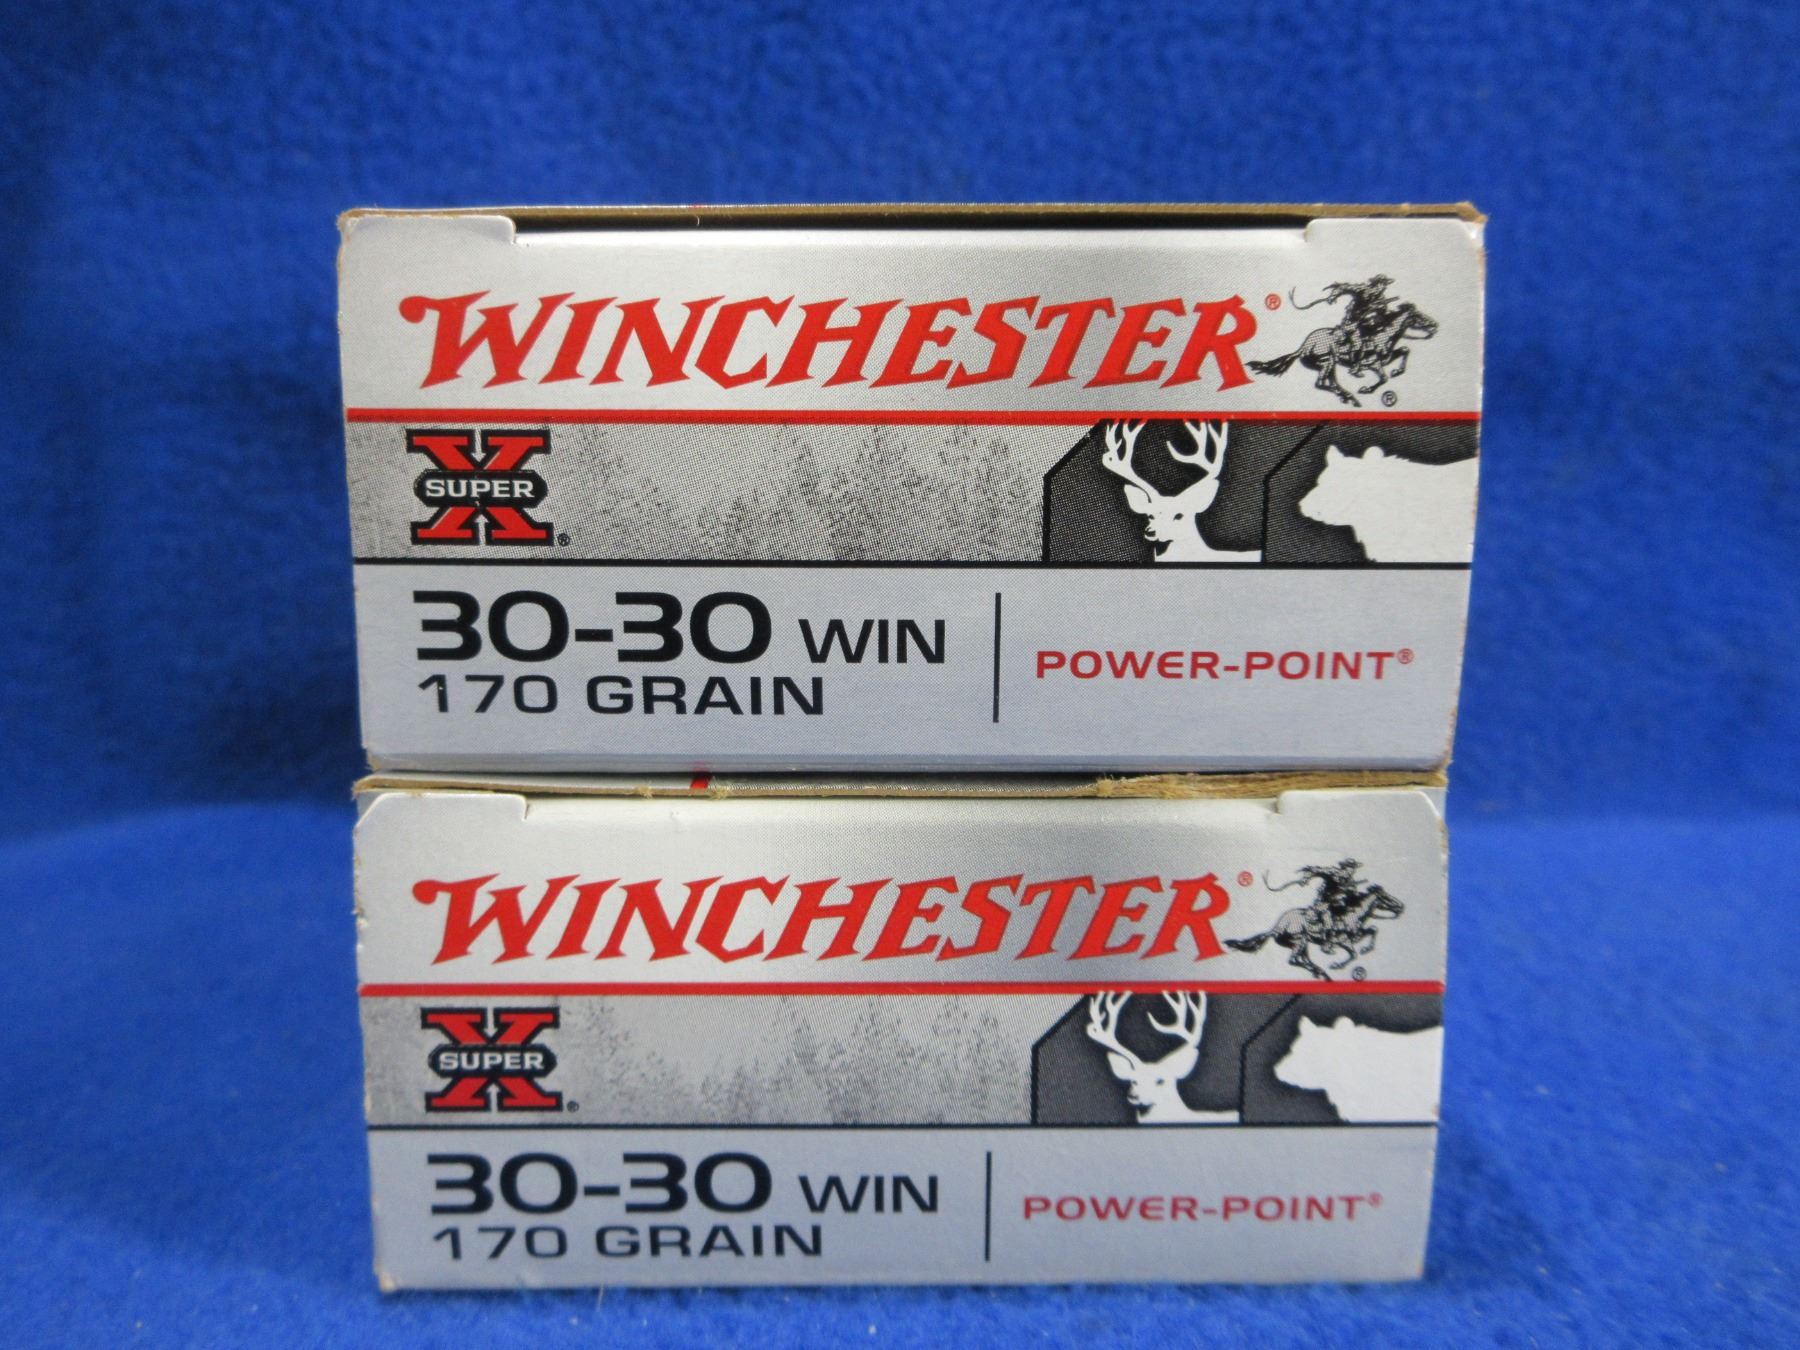 WINCHESTER®
®
X SUPER ®
30-30 WIN
170 GRAIN
POWER-POINT®
WINCHESTER®
®
X SUPER ®
30-30 WIN
170 GRAIN
POWER-POINT®